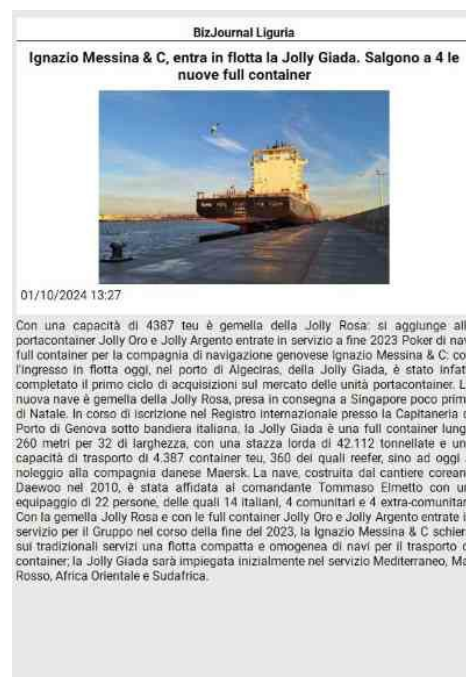 BizJournal Liguria
Ignazio Messina & C, entra in flotta la Jolly Giada. Salgono a 4 le
nuove full container
01/10/2024 13:27
Con una capacità di 4387 teu è gemella della Jolly Rosa: si aggiunge all
portacontainer Jolly Oro e Jolly Argento entrate in servizio a fine 2023 Poker di nav
full container per la compagnia di navigazione genovese Ignazio Messina & C: co
l'ingresso in flotta oggi, nel porto di Algeciras, della Jolly Giada, è stato infat
completato il primo ciclo di acquisizioni sul mercato delle unità portacontainer. L
nuova nave è gemella della Jolly Rosa, presa in consegna a Singapore poco prim
di Natale. In corso di iscrizione nel Registro internazionale presso la Capitaneria d
Porto di Genova sotto bandiera italiana, la Jolly Giada è una full container lung
260 metri per 32 di larghezza, con una stazza lorda di 42.112 tonnellate e un
capacità di trasporto di 4.387 container teu, 360 dei quali reefer, sino ad oggi
noleggio alla compagnia danese Maersk. La nave, costruita dal cantiere corean
Daewoo nel 2010, è stata affidata al comandante Tommaso Elmetto con un
equipaggio di 22 persone, delle quali 14 italiani, 4 comunitari e 4 extra-comunitar
Con la gemella Jolly Rosa e con le full container Jolly Oro e Jolly Argento entrate i
servizio per il Gruppo nel corso della fine del 2023, la Ignazio Messina & C schier
sui tradizionali servizi una flotta compatta e omogenea di navi per il trasporto d
container; la Jolly Giada sarà impiegata inizialmente nel servizio Mediterraneo, Ma
Rosso, Africa Orientale e Sudafrica.